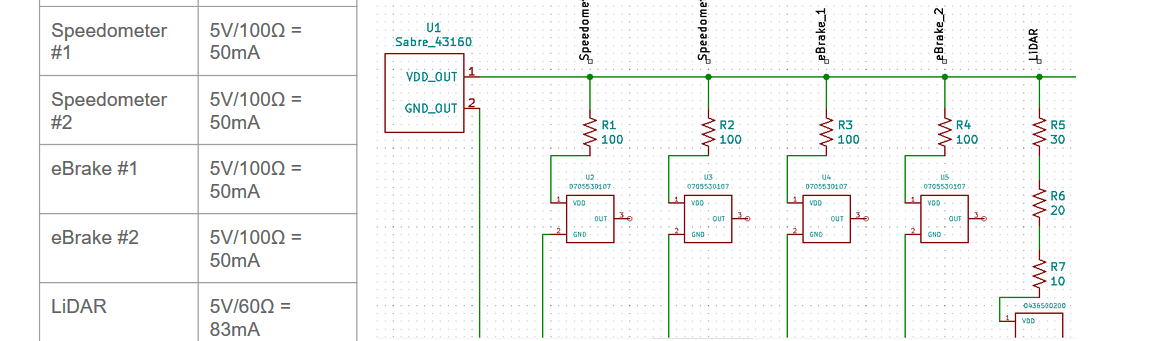 Speedometer
#1
5V/100Ω =
50mA
Speedometer
#2
5V/100Ω =
50mA
eBrake #1
5V/100Ω =
50mA
eBrake #2
5V/100Ω =
50mA
LiDAR
5V/60Ω =
83mA
U1
Sabre_43160
VDD_OUT
1
GND_OUT
2
Speedome
Speedome
eBrake_1
eBrake_2
LiDAR
R1
100
R2
100
R3
100
R4
100
R5
30
R6
20
R7
10
U2
0705530107
1
VDD
OUT
3
2
GND
U3
0705530107
1
VDD
OUT
3
2
GND
U4
0705530107
1
VDD
OUT
3
2
GND
U5
0705530107
1
VDD
OUT
3
2
GND
0436500200
1
VDD